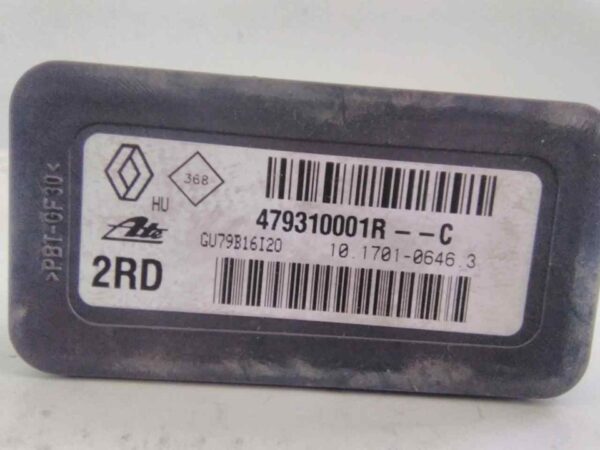 >PBT-GF30<
368
HU
479310001R---C
Ate
GU79B16I20
10.1701-0646.3
2RD